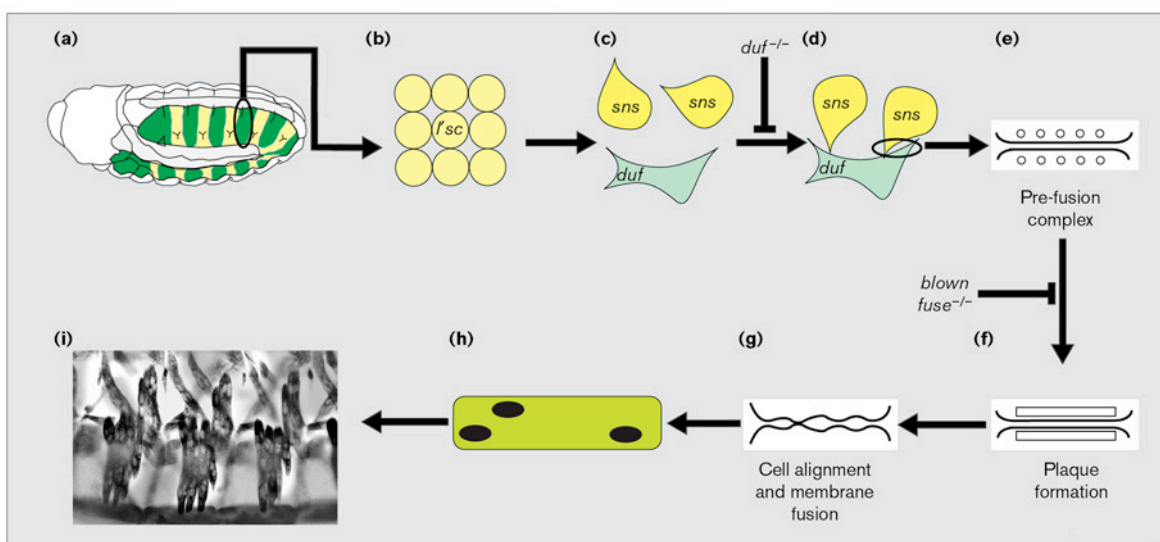 (a)
(b)
(c)
duf⁻/⁻
(d)
(e)
l'sc
sns
sns
duf
sns
sns
duf
Pre-fusion
complex
blown
fuse⁻/⁻
(i)
(h)
(g)
(f)
Cell alignment
and membrane
fusion
Plaque
formation